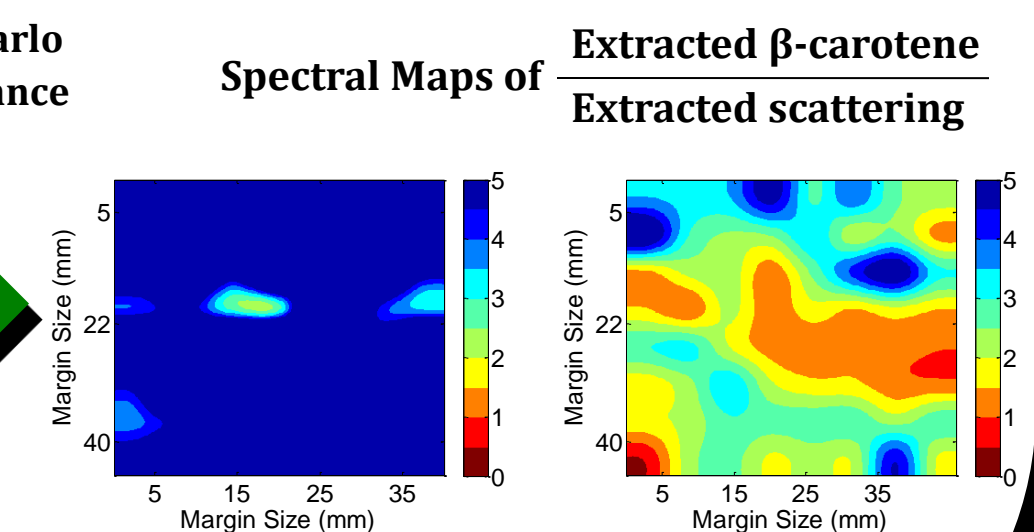 arlo
ance
Spectral Maps of
Extracted β-carotene
Extracted scattering
5
22
40
Margin Size (mm)
5 15 25 35
Margin Size (mm)
5
4
3
2
1
0
5
22
40
Margin Size (mm)
5 15 25 35
Margin Size (mm)
5
4
3
2
1
0